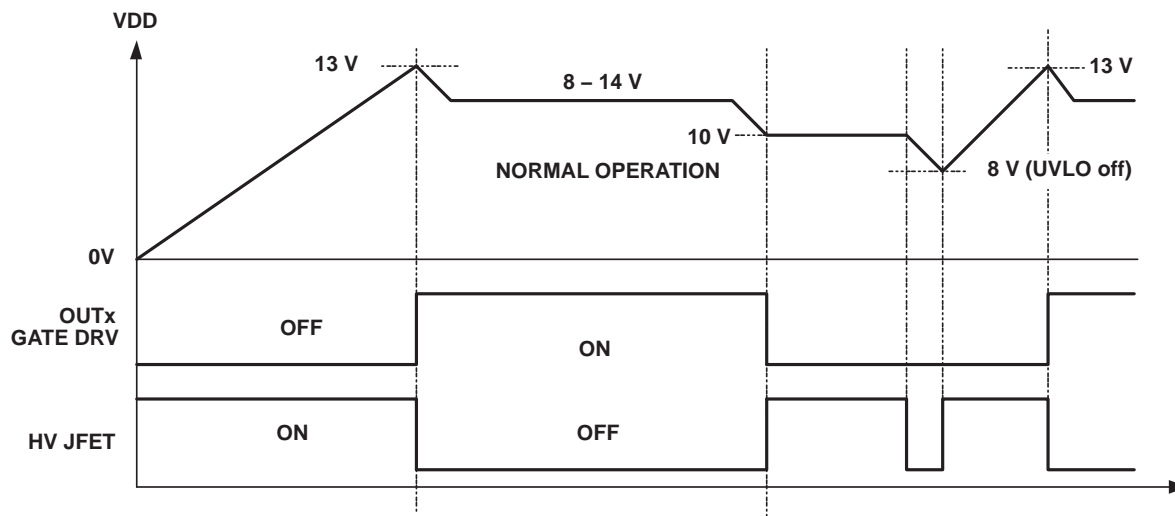 VDD
13 V
8 – 14 V
13 V
10 V
NORMAL OPERATION
8 V (UVLO off)
0V
OUTx
GATE DRV
OFF
ON
HV JFET
ON
OFF